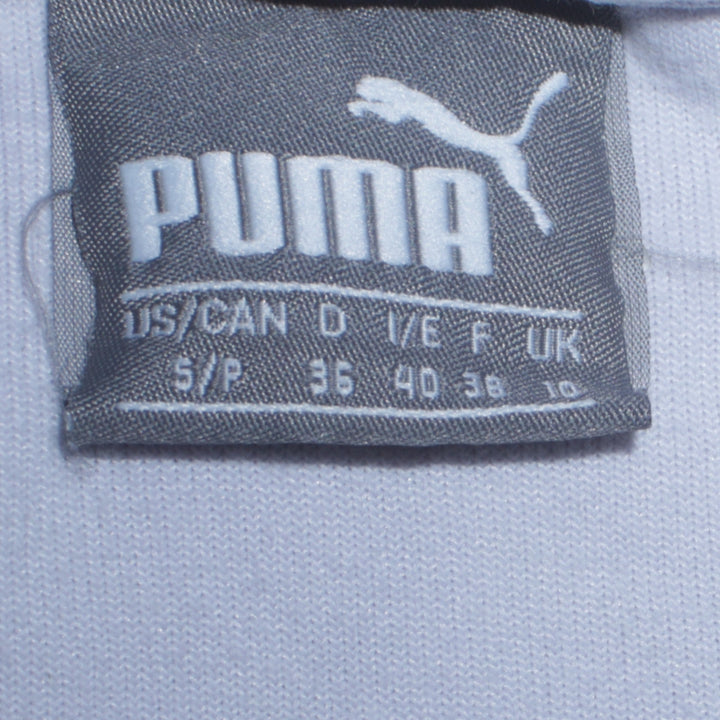 PUMA
US/CAN D I/E F UK
S/P 36 40 38 10